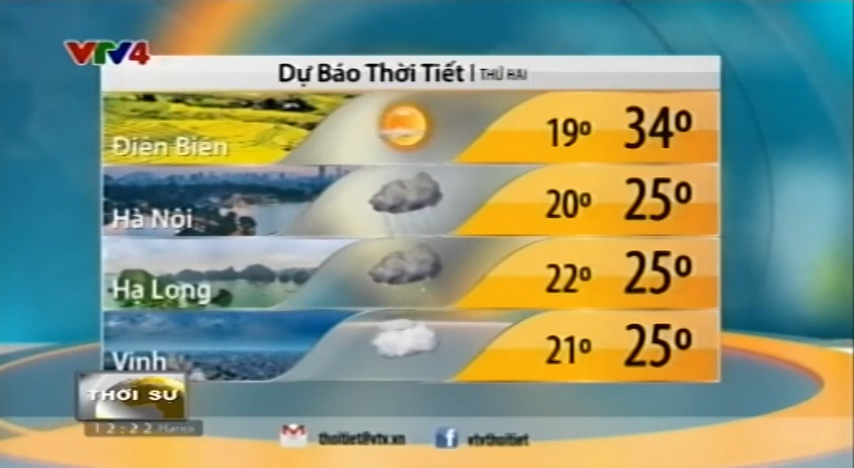 VTV4
Dự Báo Thời Tiết | THỨ HAI
Điện Biên 19º 34º
Hà Nội 20º 25º
Hạ Long 22º 25º
Vinh 21º 25º
THỜI SỰ
12:22 Hanoi
thoitiet@vtv.vn vtvthoitiet